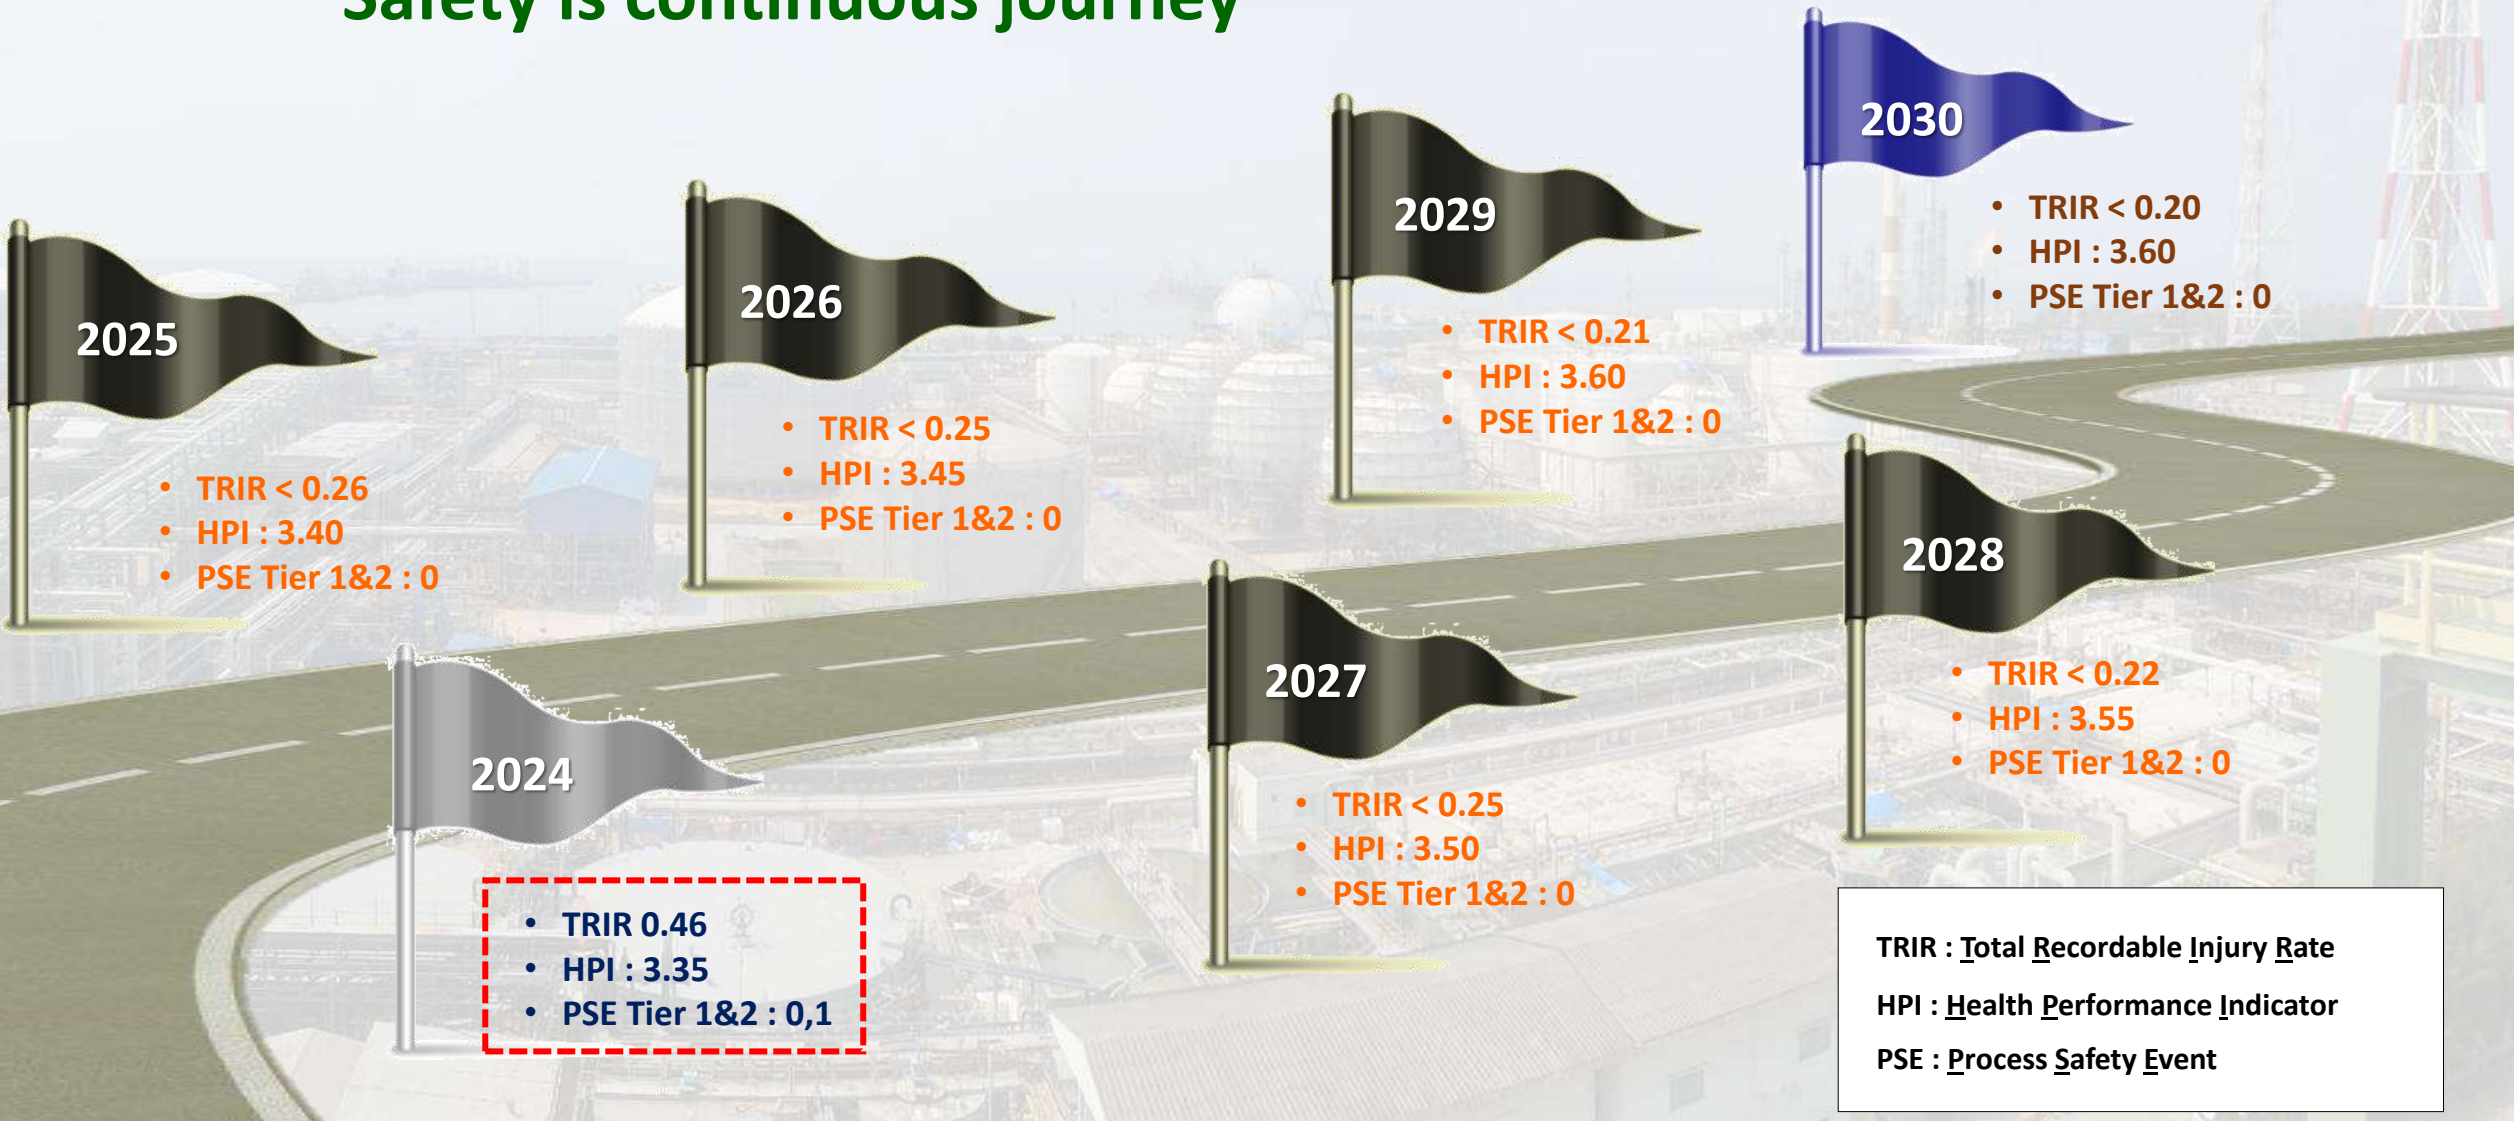 Safety is continuous journey
2030
• TRIR < 0.20
• HPI : 3.60
• PSE Tier 1&2 : 0
2029
• TRIR < 0.21
• HPI : 3.60
• PSE Tier 1&2 : 0
2026
• TRIR < 0.25
• HPI : 3.45
• PSE Tier 1&2 : 0
2025
• TRIR < 0.26
• HPI : 3.40
• PSE Tier 1&2 : 0
2028
• TRIR < 0.22
• HPI : 3.55
• PSE Tier 1&2 : 0
2027
• TRIR < 0.25
• HPI : 3.50
• PSE Tier 1&2 : 0
2024
• TRIR 0.46
• HPI : 3.35
• PSE Tier 1&2 : 0,1
TRIR : Total Recordable Injury Rate
HPI : Health Performance Indicator
PSE : Process Safety Event